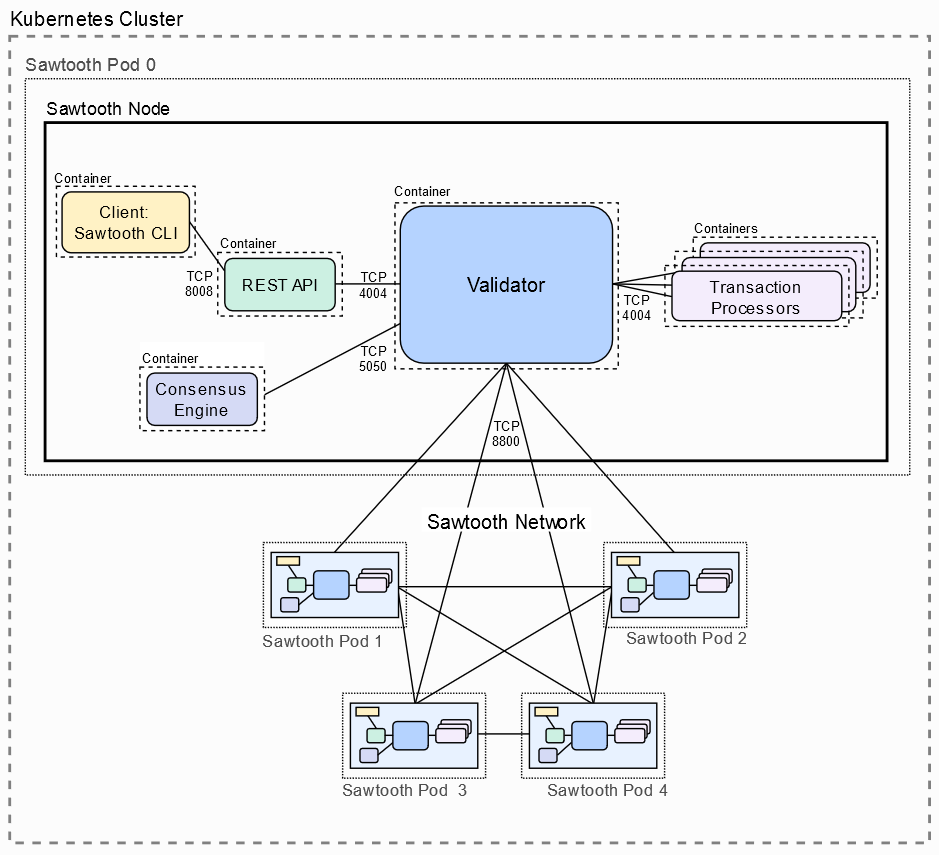 Kubernetes Cluster
Sawtooth Pod 0
Sawtooth Node
Container
Client:
Sawtooth CLI
TCP
8008
Container
REST API
TCP
4004
Container
Validator
Containers
Transaction
Processors
TCP
4004
Container
Consensus
Engine
TCP
5050
TCP
8800
Sawtooth Network
Sawtooth Pod 1
Sawtooth Pod 2
Sawtooth Pod  3
Sawtooth Pod 4